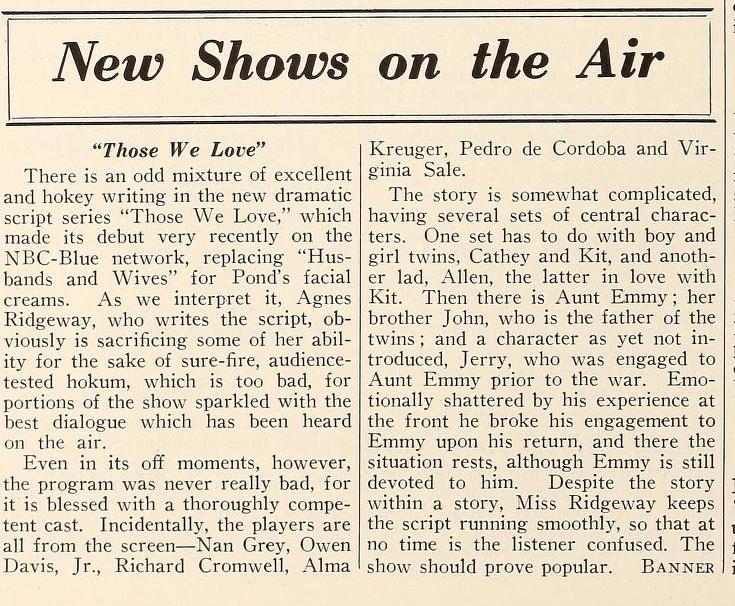 New Shows on the Air
"Those We Love"
There is an odd mixture of excellent
and hokey writing in the new dramatic
script series "Those We Love," which
made its debut very recently on the
NBC-Blue network, replacing "Hus-
bands and Wives" for Pond's facial
creams. As we interpret it, Agnes
Ridgeway, who writes the script, ob-
viously is sacrificing some of her abil-
ity for the sake of sure-fire, audience-
tested hokum, which is too bad, for
portions of the show sparkled with the
best dialogue which has been heard
on the air.
Even in its off moments, however,
the program was never really bad, for
it is blessed with a thoroughly compe-
tent cast. Incidentally, the players are
all from the screen—Nan Grey, Owen
Davis, Jr., Richard Cromwell, Alma
Kreuger, Pedro de Cordoba and Vir-
ginia Sale.
The story is somewhat complicated,
having several sets of central charac-
ters. One set has to do with boy and
girl twins, Cathey and Kit, and anoth-
er lad, Allen, the latter in love with
Kit. Then there is Aunt Emmy; her
brother John, who is the father of the
twins; and a character as yet not in-
troduced, Jerry, who was engaged to
Aunt Emmy prior to the war. Emo-
tionally shattered by his experience at
the front he broke his engagement to
Emmy upon his return, and there the
situation rests, although Emmy is still
devoted to him. Despite the story
within a story, Miss Ridgeway keeps
the script running smoothly, so that at
no time is the listener confused. The
show should prove popular. BANNER